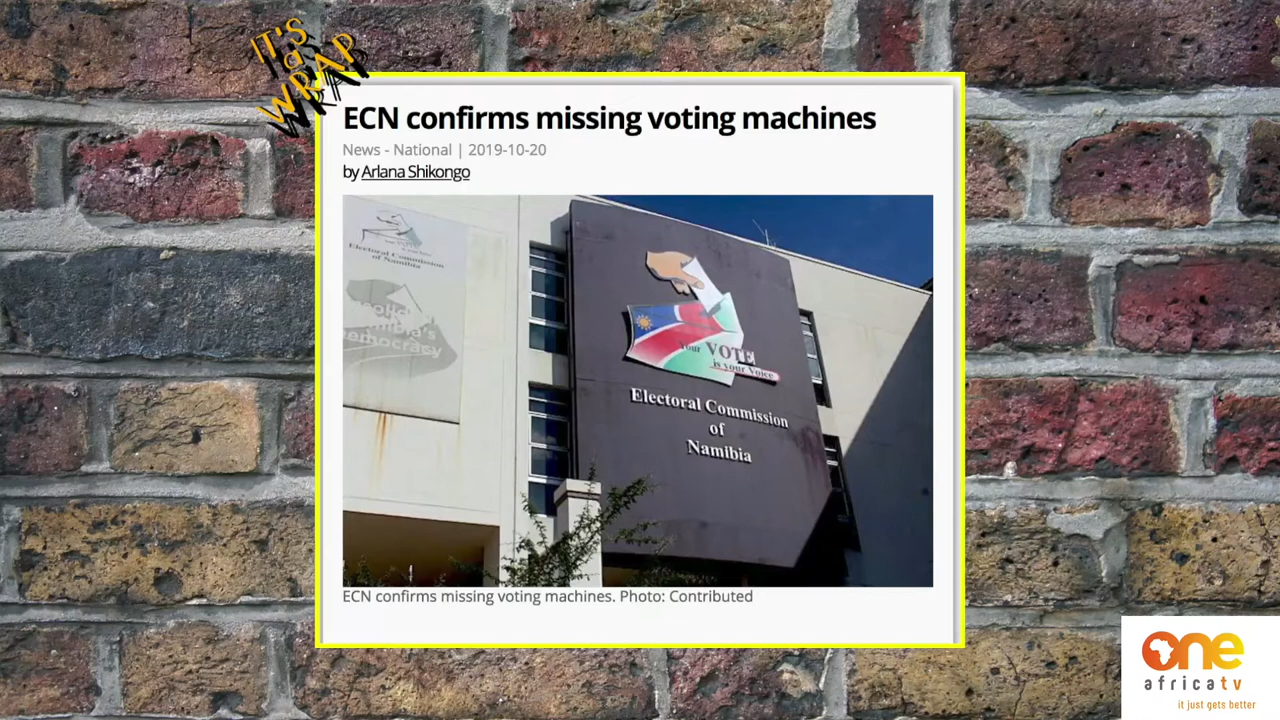 IT'S
a
WRAP
ECN confirms missing voting machines
News - National | 2019-10-20
by Arlana Shikongo
Electoral Commission
of Namibia
Democracy
Your VOTE
is your Voice
Electoral Commission
of
Namibia
ECN confirms missing voting machines. Photo: Contributed
one
africa tv
it just gets better